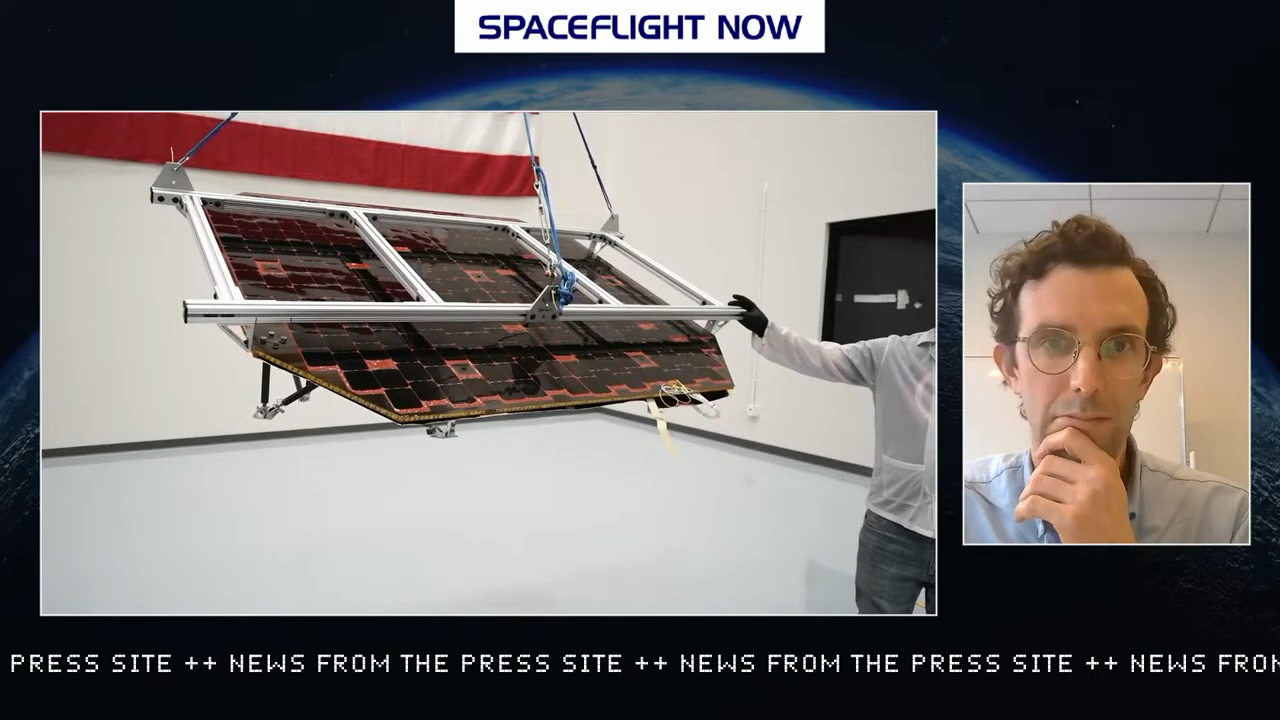 SPACEFLIGHT NOW
PRESS SITE ++ NEWS FROM THE PRESS SITE ++ NEWS FROM THE PRESS SITE ++ NEWS FROM